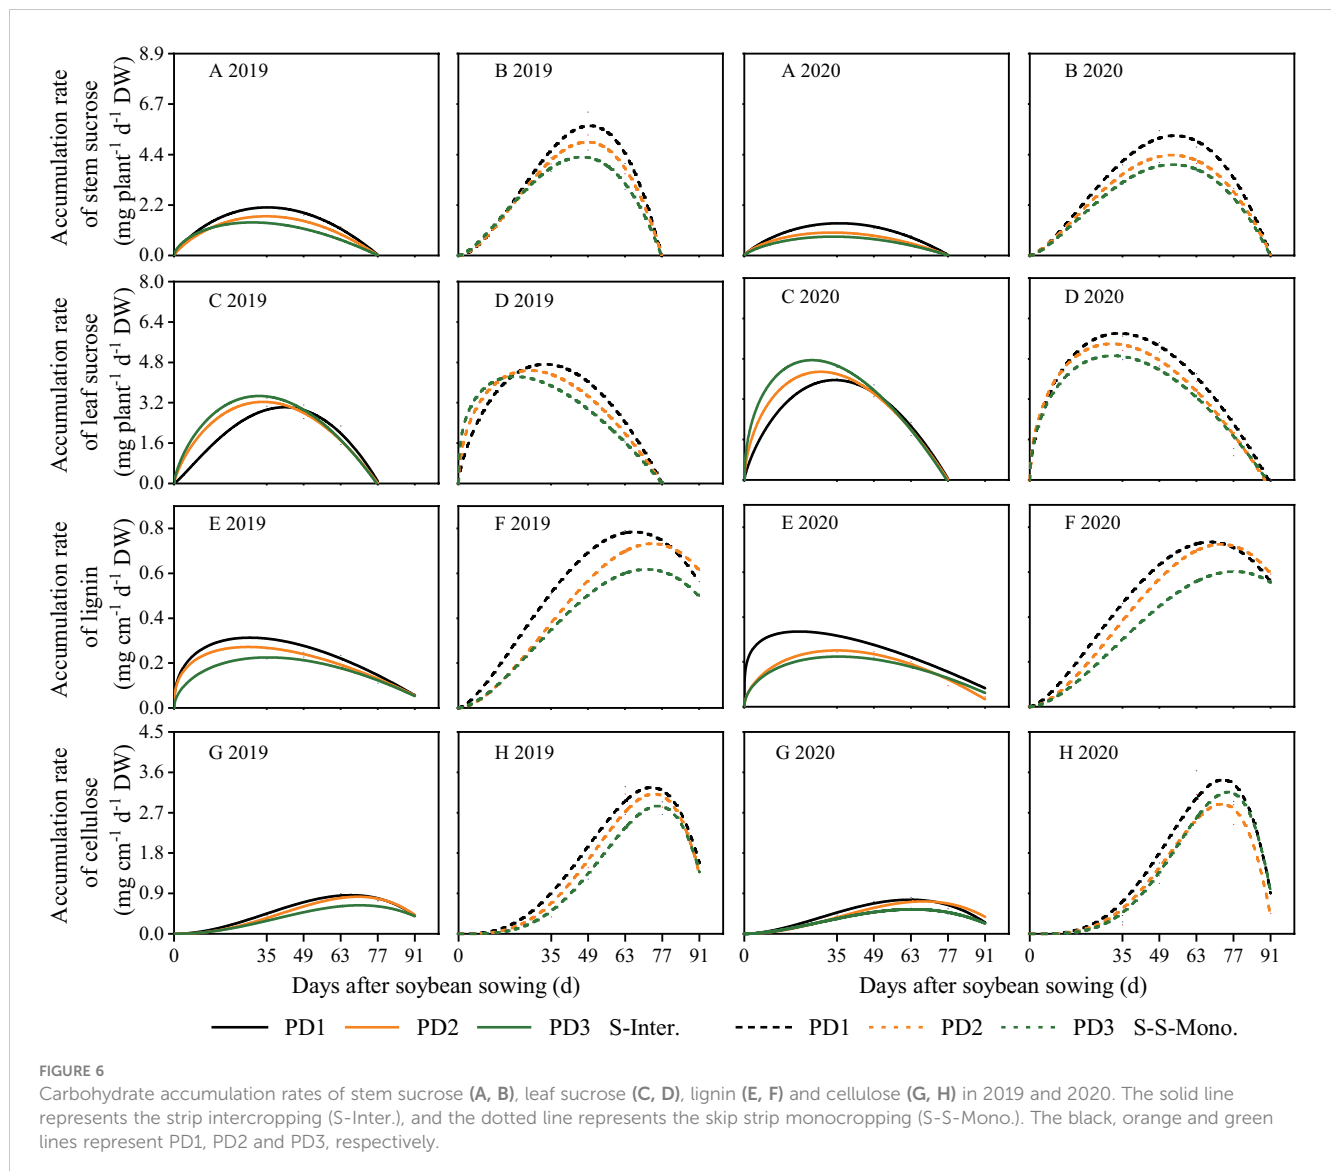 Accumulation rate
of stem sucrose
(mg plant⁻¹ d⁻¹ DW)
8.9
6.7
4.4
2.2
0.0
A 2019
B 2019
A 2020
B 2020
Accumulation rate
of leaf sucrose
(mg plant⁻¹ d⁻¹ DW)
8.0
6.4
4.8
3.2
1.6
0.0
C 2019
D 2019
C 2020
D 2020
Accumulation rate
of lignin
(mg cm⁻¹ d⁻¹ DW)
0.8
0.6
0.4
0.2
0.0
E 2019
F 2019
E 2020
F 2020
Accumulation rate
of cellulose
(mg cm⁻¹ d⁻¹ DW)
4.5
3.6
2.7
1.8
0.9
0.0
G 2019
H 2019
G 2020
H 2020
0 35 49 63 77 91 0 35 49 63 77 91 0 35 49 63 77 91 0 35 49 63 77 91
Days after soybean sowing (d) Days after soybean sowing (d)
PD1 PD2 PD3 S-Inter. PD1 PD2 PD3 S-S-Mono.
FIGURE 6
Carbohydrate accumulation rates of stem sucrose (A, B), leaf sucrose (C, D), lignin (E, F) and cellulose (G, H) in 2019 and 2020. The solid line
represents the strip intercropping (S-Inter.), and the dotted line represents the skip strip monocropping (S-S-Mono.). The black, orange and green
lines represent PD1, PD2 and PD3, respectively.